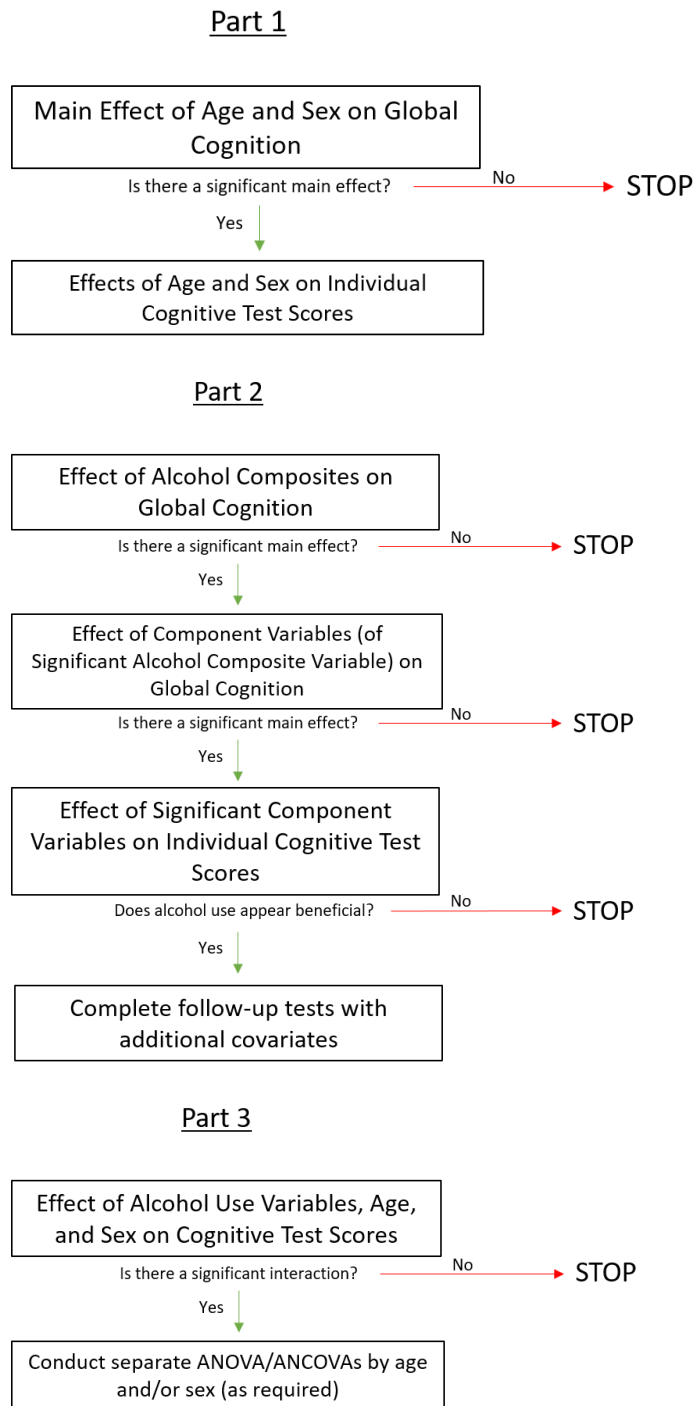 Part 1
Main Effect of Age and Sex on Global
Cognition
Is there a significant main effect?
No
STOP
Yes
Effects of Age and Sex on Individual
Cognitive Test Scores
Part 2
Effect of Alcohol Composites on
Global Cognition
Is there a significant main effect?
No
STOP
Yes
Effect of Component Variables (of
Significant Alcohol Composite Variable) on
Global Cognition
Is there a significant main effect?
No
STOP
Yes
Effect of Significant Component
Variables on Individual Cognitive Test
Scores
Does alcohol use appear beneficial?
No
STOP
Yes
Complete follow-up tests with
additional covariates
Part 3
Effect of Alcohol Use Variables, Age,
and Sex on Cognitive Test Scores
Is there a significant interaction?
No
STOP
Yes
Conduct separate ANOVA/ANCOVAs by age
and/or sex (as required)